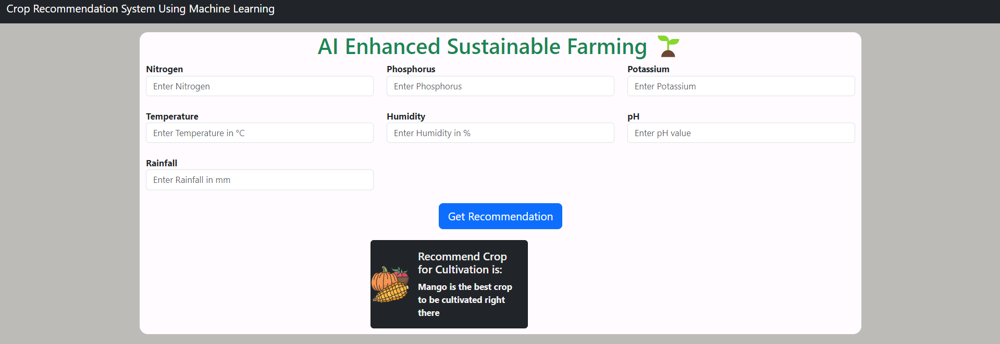 Crop Recommendation System Using Machine Learning
AI Enhanced Sustainable Farming
Nitrogen
Phosphorus
Potassium
Enter Nitrogen
Enter Phosphorus
Enter Potassium
Temperature
Humidity
pH
Enter Temperature in °C
Enter Humidity in %
Enter pH value
Rainfall
Enter Rainfall in mm
Get Recommendation
Recommend Crop
for Cultivation is:
Mango is the best crop
to be cultivated right
there